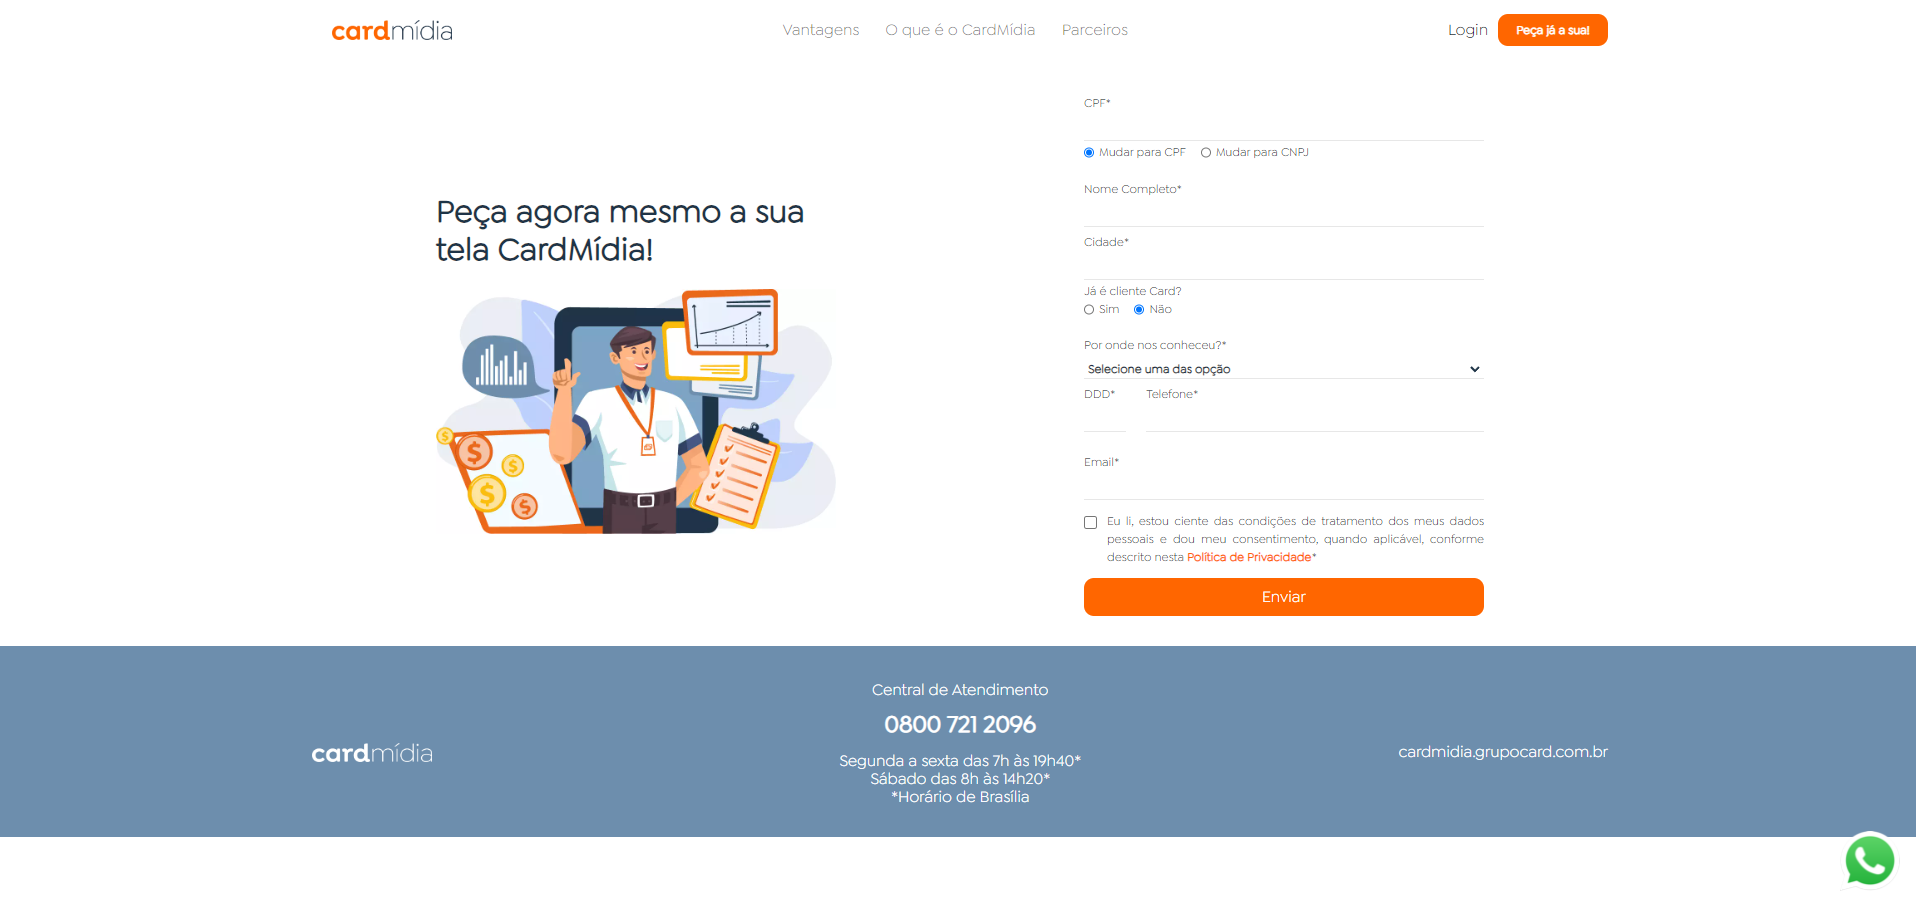 cardmídia
Vantagens
O que é o CardMídia
Parceiros
Login
Peça já a sua!
Peça agora mesmo a sua
tela CardMídia!
CPF*
Mudar para CPF
Mudar para CNPJ
Nome Completo*
Cidade*
Já é cliente Card?
Sim
Não
Por onde nos conheceu?*
Selecione uma das opção
DDD*
Telefone*
Email*
Eu li, estou ciente das condições de tratamento dos meus dados
pessoais e dou meu consentimento, quando aplicável, conforme
descrito nesta Política de Privacidade*
Enviar
cardmídia
Central de Atendimento
0800 721 2096
Segunda a sexta das 7h às 19h40*
Sábado das 8h às 14h20*
*Horário de Brasília
cardmidia.grupocard.com.br